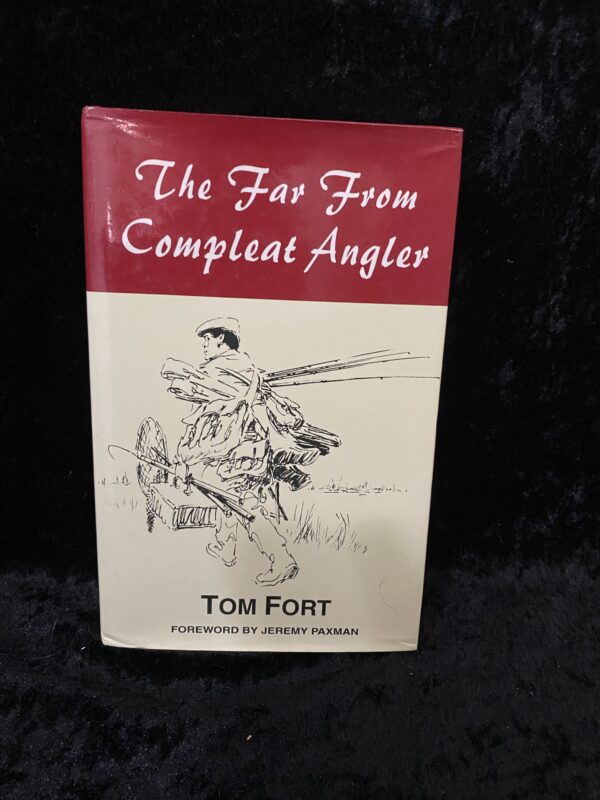 The Far From
Compleat Angler
TOM FORT
FOREWORD BY JEREMY PAXMAN